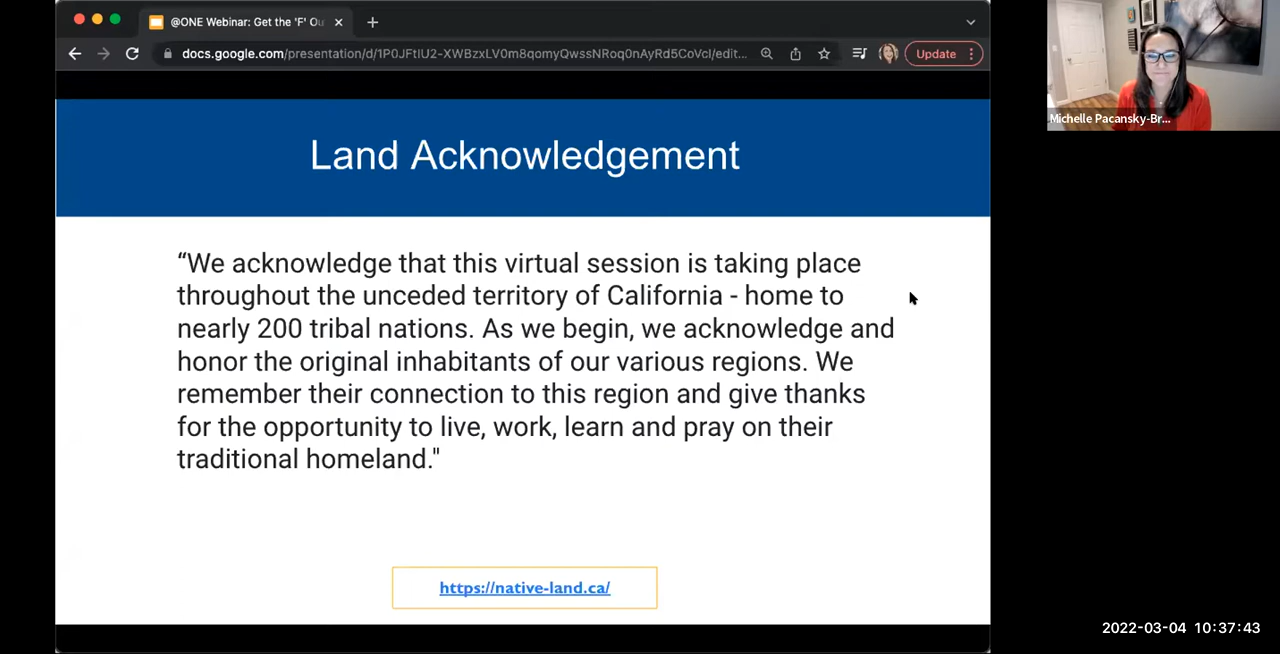 @ONE Webinar: Get the 'F' Ou
docs.google.com/presentation/d/1P0JFtIU2-XWBzxLV0m8qomyQwssNRoq0nAyRd5CoVcI/edit...
Update
Michelle Pacansky-Br...
Land Acknowledgement
“We acknowledge that this virtual session is taking place
throughout the unceded territory of California - home to
nearly 200 tribal nations. As we begin, we acknowledge and
honor the original inhabitants of our various regions. We
remember their connection to this region and give thanks
for the opportunity to live, work, learn and pray on their
traditional homeland."
https://native-land.ca/
2022-03-04 10:37:43